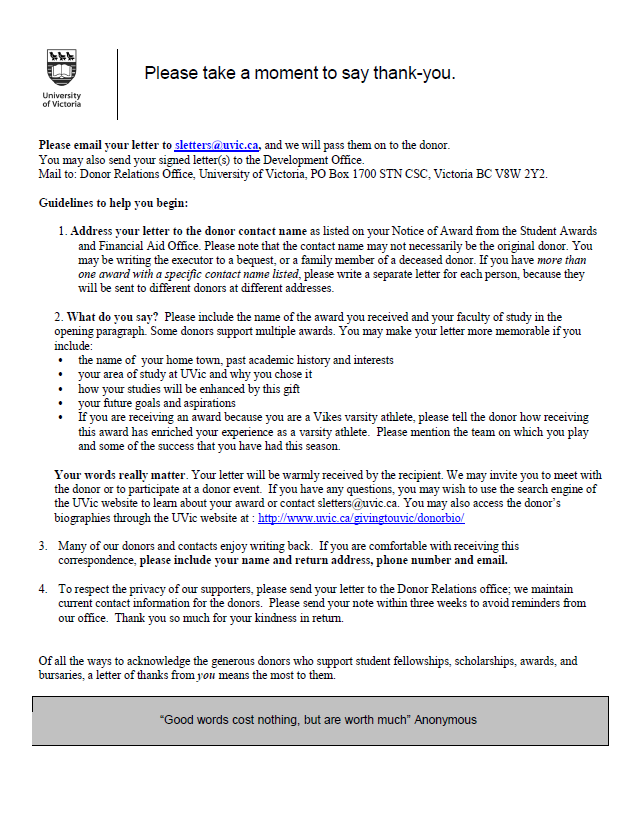 University
of Victoria
Please take a moment to say thank-you.
Please email your letter to sletters@uvic.ca, and we will pass them on to the donor.
You may also send your signed letter(s) to the Development Office.
Mail to: Donor Relations Office, University of Victoria, PO Box 1700 STN CSC, Victoria BC V8W 2Y2.
Guidelines to help you begin:
1. Address your letter to the donor contact name as listed on your Notice of Award from the Student Awards
and Financial Aid Office. Please note that the contact name may not necessarily be the original donor. You
may be writing the executor to a bequest, or a family member of a deceased donor. If you have more than
one award with a specific contact name listed, please write a separate letter for each person, because they
will be sent to different donors at different addresses.
2. What do you say? Please include the name of the award you received and your faculty of study in the
opening paragraph. Some donors support multiple awards. You may make your letter more memorable if you
include:
• the name of your home town, past academic history and interests
• your area of study at UVic and why you chose it
• how your studies will be enhanced by this gift
• your future goals and aspirations
• If you are receiving an award because you are a Vikes varsity athlete, please tell the donor how receiving
this award has enriched your experience as a varsity athlete. Please mention the team on which you play
and some of the success that you have had this season.
Your words really matter. Your letter will be warmly received by the recipient. We may invite you to meet with
the donor or to participate at a donor event. If you have any questions, you may wish to use the search engine of
the UVic website to learn about your award or contact sletters@uvic.ca. You may also access the donor's
biographies through the UVic website at : http://www.uvic.ca/givingtouvic/donorbio/
3. Many of our donors and contacts enjoy writing back. If you are comfortable with receiving this
correspondence, please include your name and return address, phone number and email.
4. To respect the privacy of our supporters, please send your letter to the Donor Relations office; we maintain
current contact information for the donors. Please send your note within three weeks to avoid reminders from
our office. Thank you so much for your kindness in return.
Of all the ways to acknowledge the generous donors who support student fellowships, scholarships, awards, and
bursaries, a letter of thanks from you means the most to them.
“Good words cost nothing, but are worth much” Anonymous